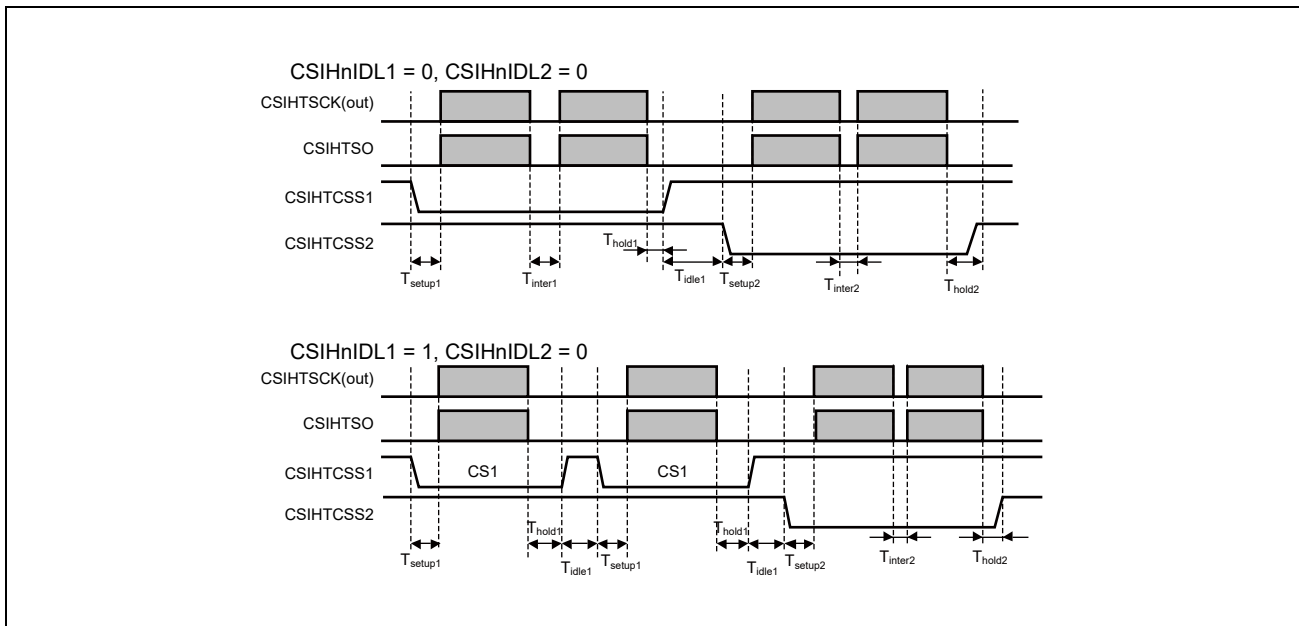 CSIHnIDL1 = 0, CSIHnIDL2 = 0
CSIHTSCK(out)
CSIHTSO
CSIHTCSS1
CSIHTCSS2
Thold1
Tsetup1
Tinter1
Tidle1
Tsetup2
Tinter2
Thold2
CSIHnIDL1 = 1, CSIHnIDL2 = 0
CSIHTSCK(out)
CSIHTSO
CSIHTCSS1
CS1
CS1
CSIHTCSS2
Thold1
Thold1
Tsetup1
Tidle1
Tsetup1
Tidle1
Tsetup2
Tinter2
Thold2